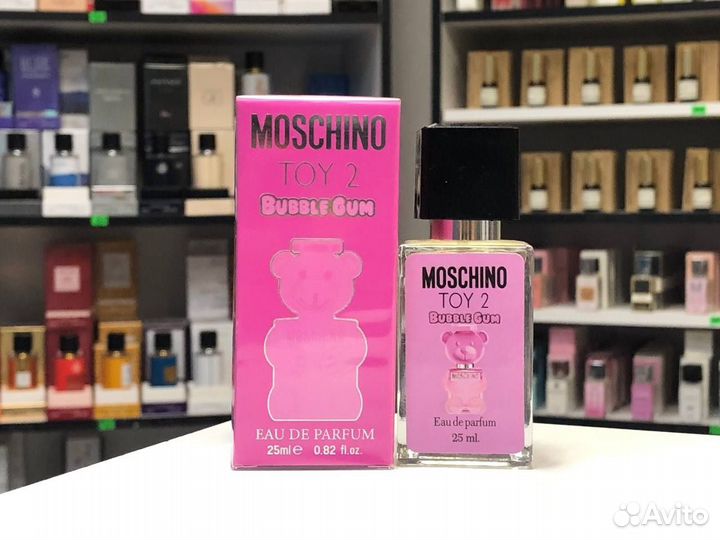 MOSCHINO
TOY 2
BUBBLE GUM
EAU DE PARFUM
25ml℮ 0.82 fl.oz.
MOSCHINO
TOY 2
BUBBLE GUM
MOSCHINO
Eau de parfum
25 ml.
Avito